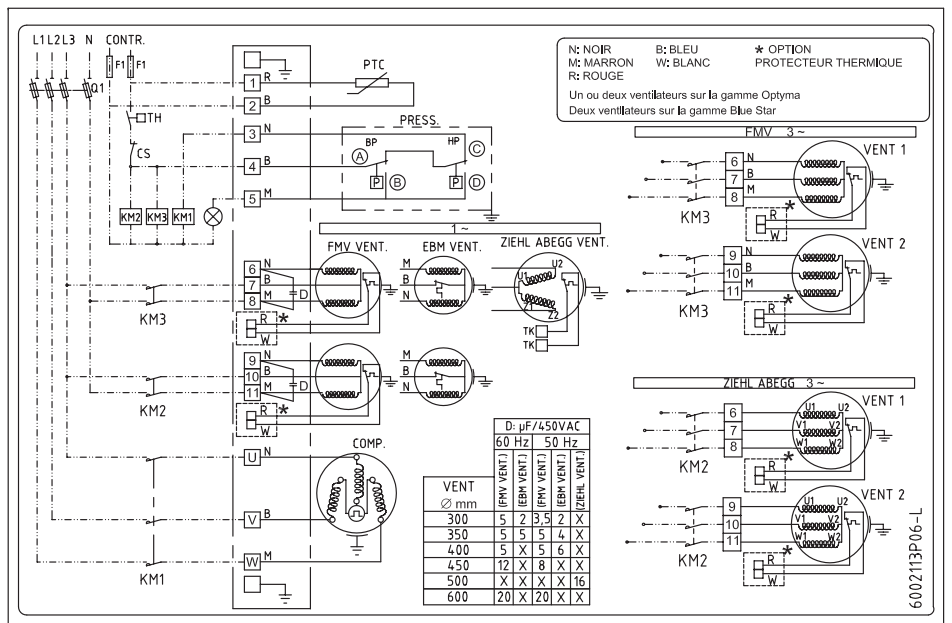 L1 L2 L3 N CONTR.
F1 F1
Q1
TH
CS
KM2 KM3 KM1
1 R
2 B
3 N
4 B
5 M
PTC
PRESS.
BP HP
A B C D
P P
N: NOIR B: BLEU * OPTION
M: MARRON W: BLANC PROTECTEUR THERMIQUE
R: ROUGE
Un ou deux ventilateurs sur la gamme Optyma
Deux ventllateurs sur la gamme Blue Star
1 ~
FMV VENT. EBM VENT. ZIEHL ABEGG VENT.
6 N
7 B
8 M
D
R *
W
M
B
N
U1 U2
Z2
TK
TK
KM3
9 N
10 B
11 M
D
R *
W
M
B
N
KM2
COMP.
U N
V B
W M
KM1
D: µF/450VAC
60 Hz 50 Hz
VENT Ø mm (FMV VENT.) (EBM VENT.) (FMV VENT.) (EBM VENT.) (ZIEHL VENT.)
300 5 2 3,5 2 X
350 5 5 5 4 X
400 5 X 5 6 X
450 12 X 8 X X
500 X X X X 16
600 20 X 20 X X
FMV 3 ~
6 N
7 B
8 M
VENT 1
KM3
R *
W
9 N
10 B
11 M
VENT 2
KM3
R *
W
ZIEHL ABEGG 3 ~
6
7
8
U1 U2
V1 V2
W1 W2
VENT 1
KM2
R *
W
9
10
11
U1 U2
V1 V2
W1 W2
VENT 2
KM2
R *
W
6002113P06-L